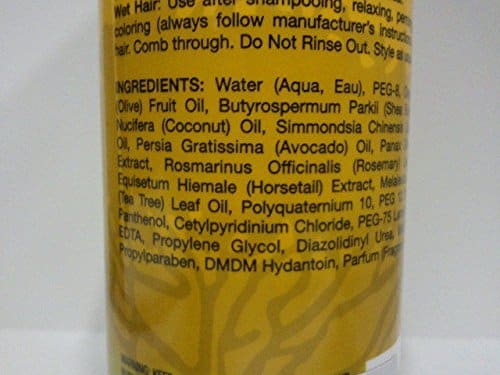 Wet Hair: Use after shampooing, relaxing, perming
coloring (always follow manufacturer's instructions
hair. Comb through. Do Not Rinse Out. Style as
INGREDIENTS: Water (Aqua, Eau), PEG-8,
(Olive) Fruit Oil, Butyrospermum Parkii (Shea
Nucifera (Coconut) Oil, Simmondsia Chinensis
Oil, Persia Gratissima (Avocado) Oil, Panax
Extract, Rosmarinus Officinalis (Rosemary)
Equisetum Hiemale (Horsetail) Extract,
(Tea Tree) Leaf Oil, Polyquaternium 10, PEG
Panthenol, Cetylpyridinium Chloride, PEG-75
EDTA, Propylene Glycol, Diazolidinyl Urea,
Propylparaben, DMDM Hydantoin, Parfum
WARNING: